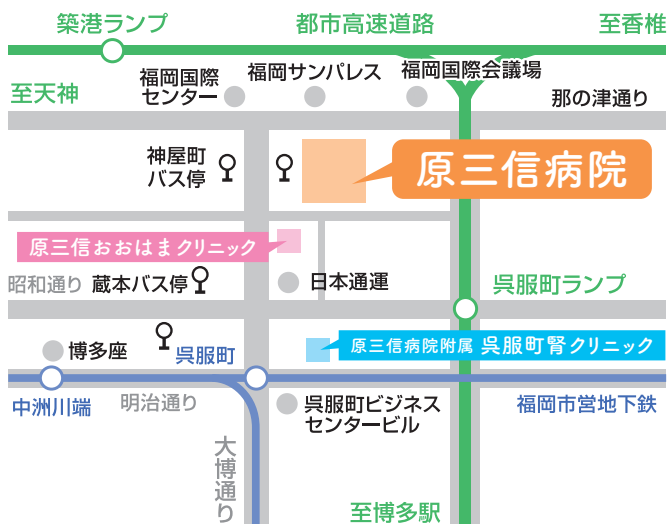 築港ランプ
都市高速道路
至香椎
至天神
福岡国際
センター
福岡サンパレス
福岡国際会議場
那の津通り
神屋町
バス停
原三信病院
原三信おおはまクリニック
昭和通り
蔵本バス停
日本通運
呉服町ランプ
博多座
呉服町
原三信病院附属 呉服町腎クリニック
中洲川端
明治通り
呉服町ビジネス
センタービル
福岡市営地下鉄
大博通り
至博多駅